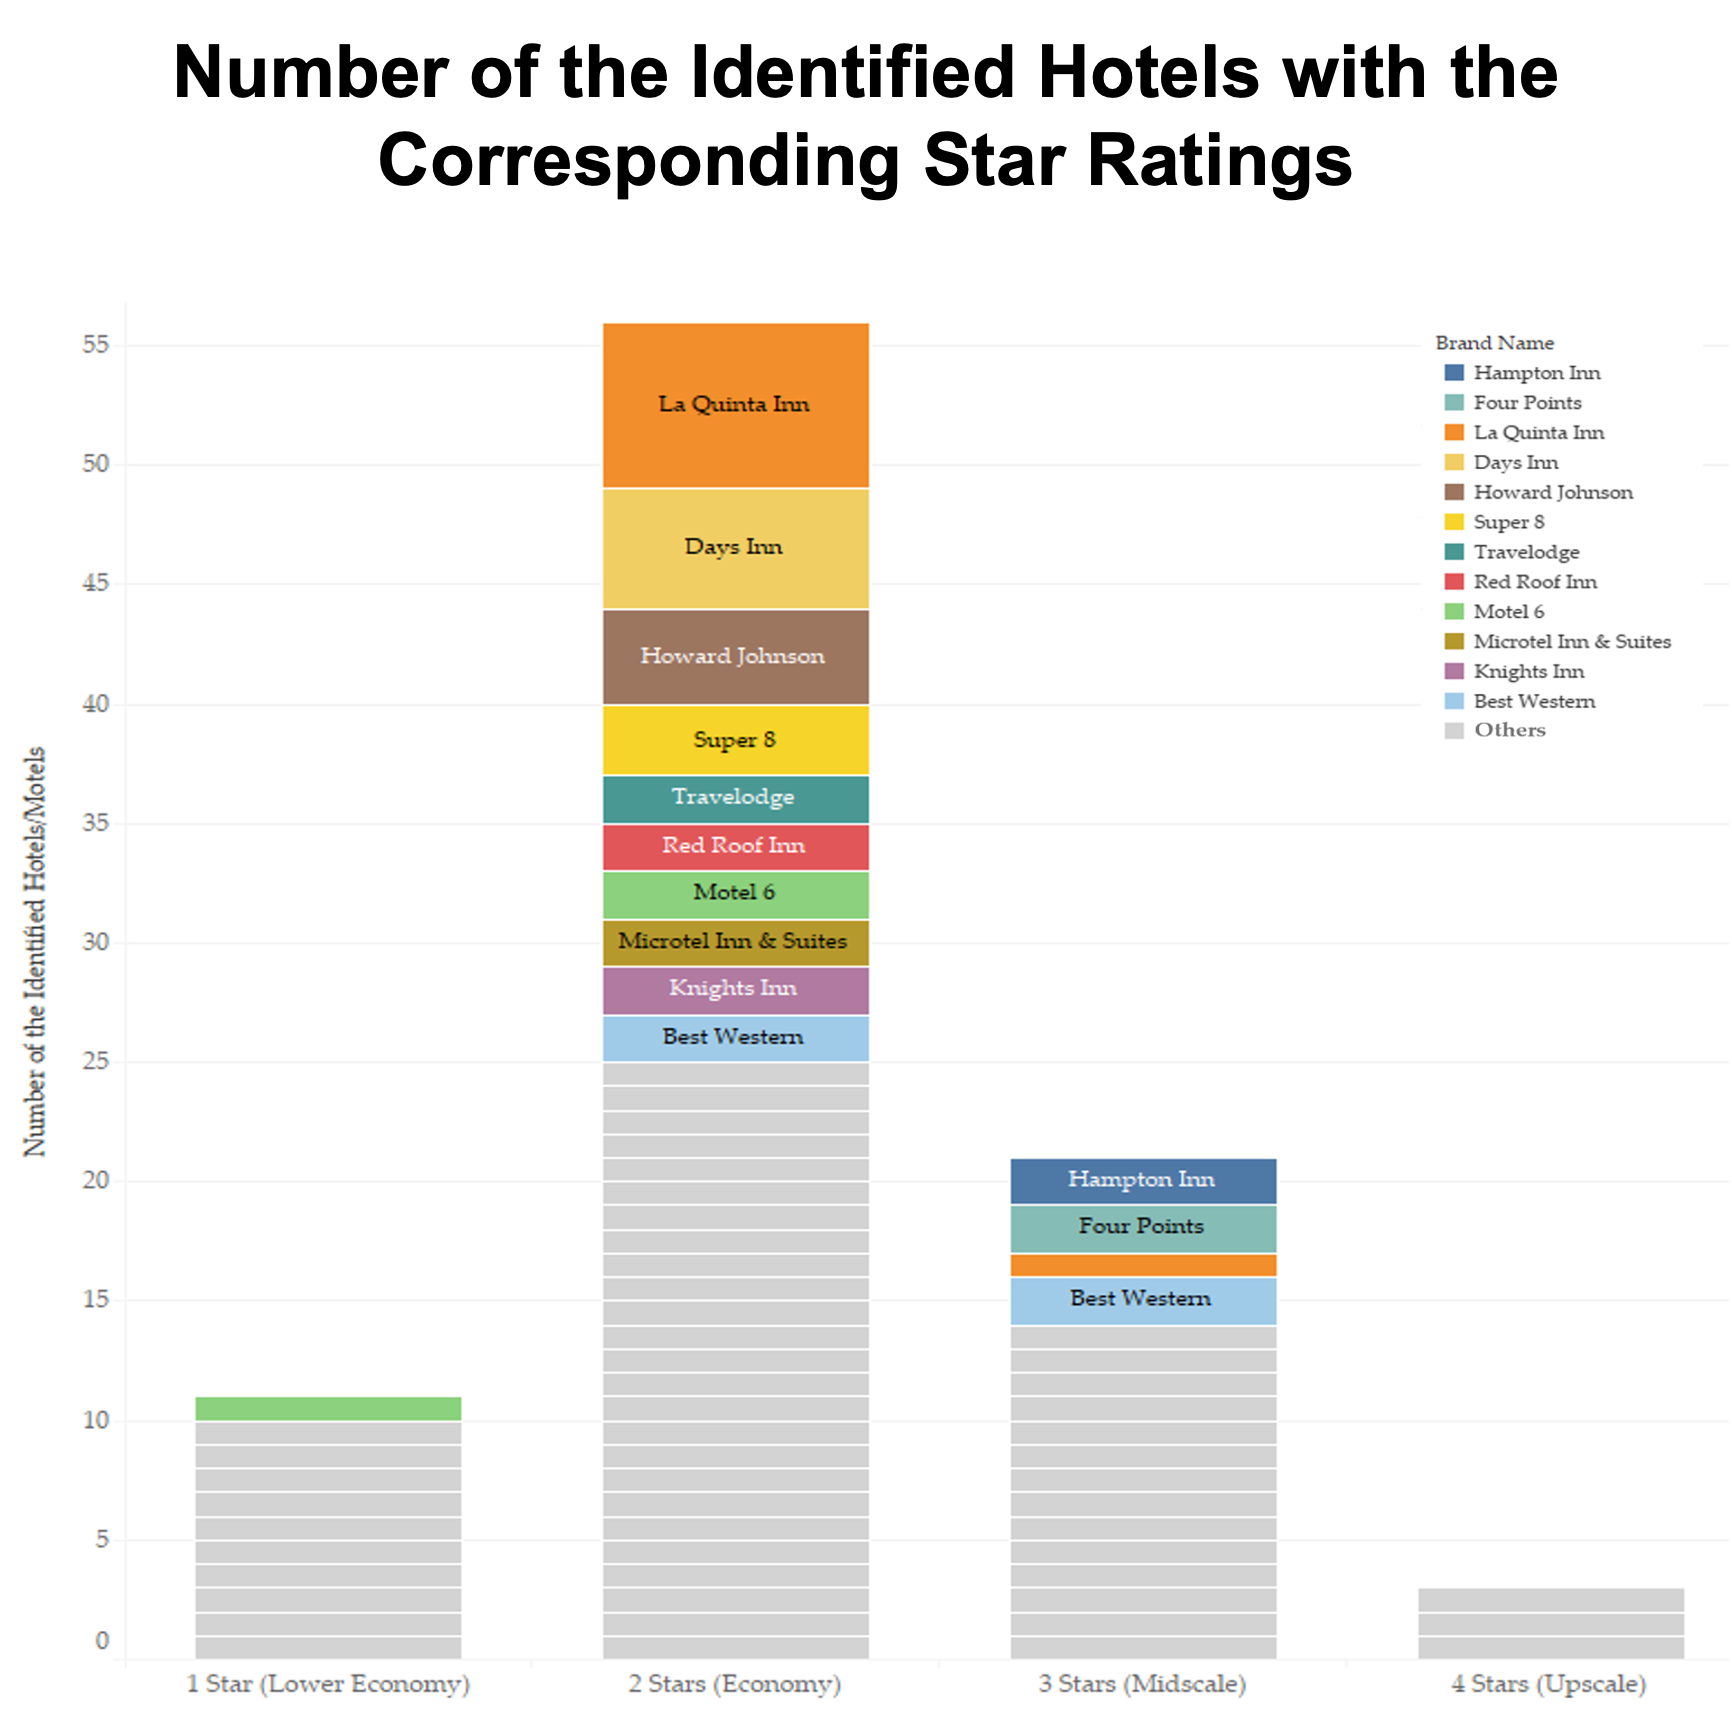 Number of the Identified Hotels with the
Corresponding Star Ratings
Number of the Identified Hotels/Motels
55
50
45
40
35
30
25
20
15
10
5
0
La Quinta Inn
Days Inn
Howard Johnson
Super 8
Travelodge
Red Roof Inn
Motel 6
Microtel Inn & Suites
Knights Inn
Best Western
Hampton Inn
Four Points
Best Western
Brand Name
Hampton Inn
Four Points
La Quinta Inn
Days Inn
Howard Johnson
Super 8
Travelodge
Red Roof Inn
Motel 6
Microtel Inn & Suites
Knights Inn
Best Western
Others
1 Star (Lower Economy)
2 Stars (Economy)
3 Stars (Midscale)
4 Stars (Upscale)